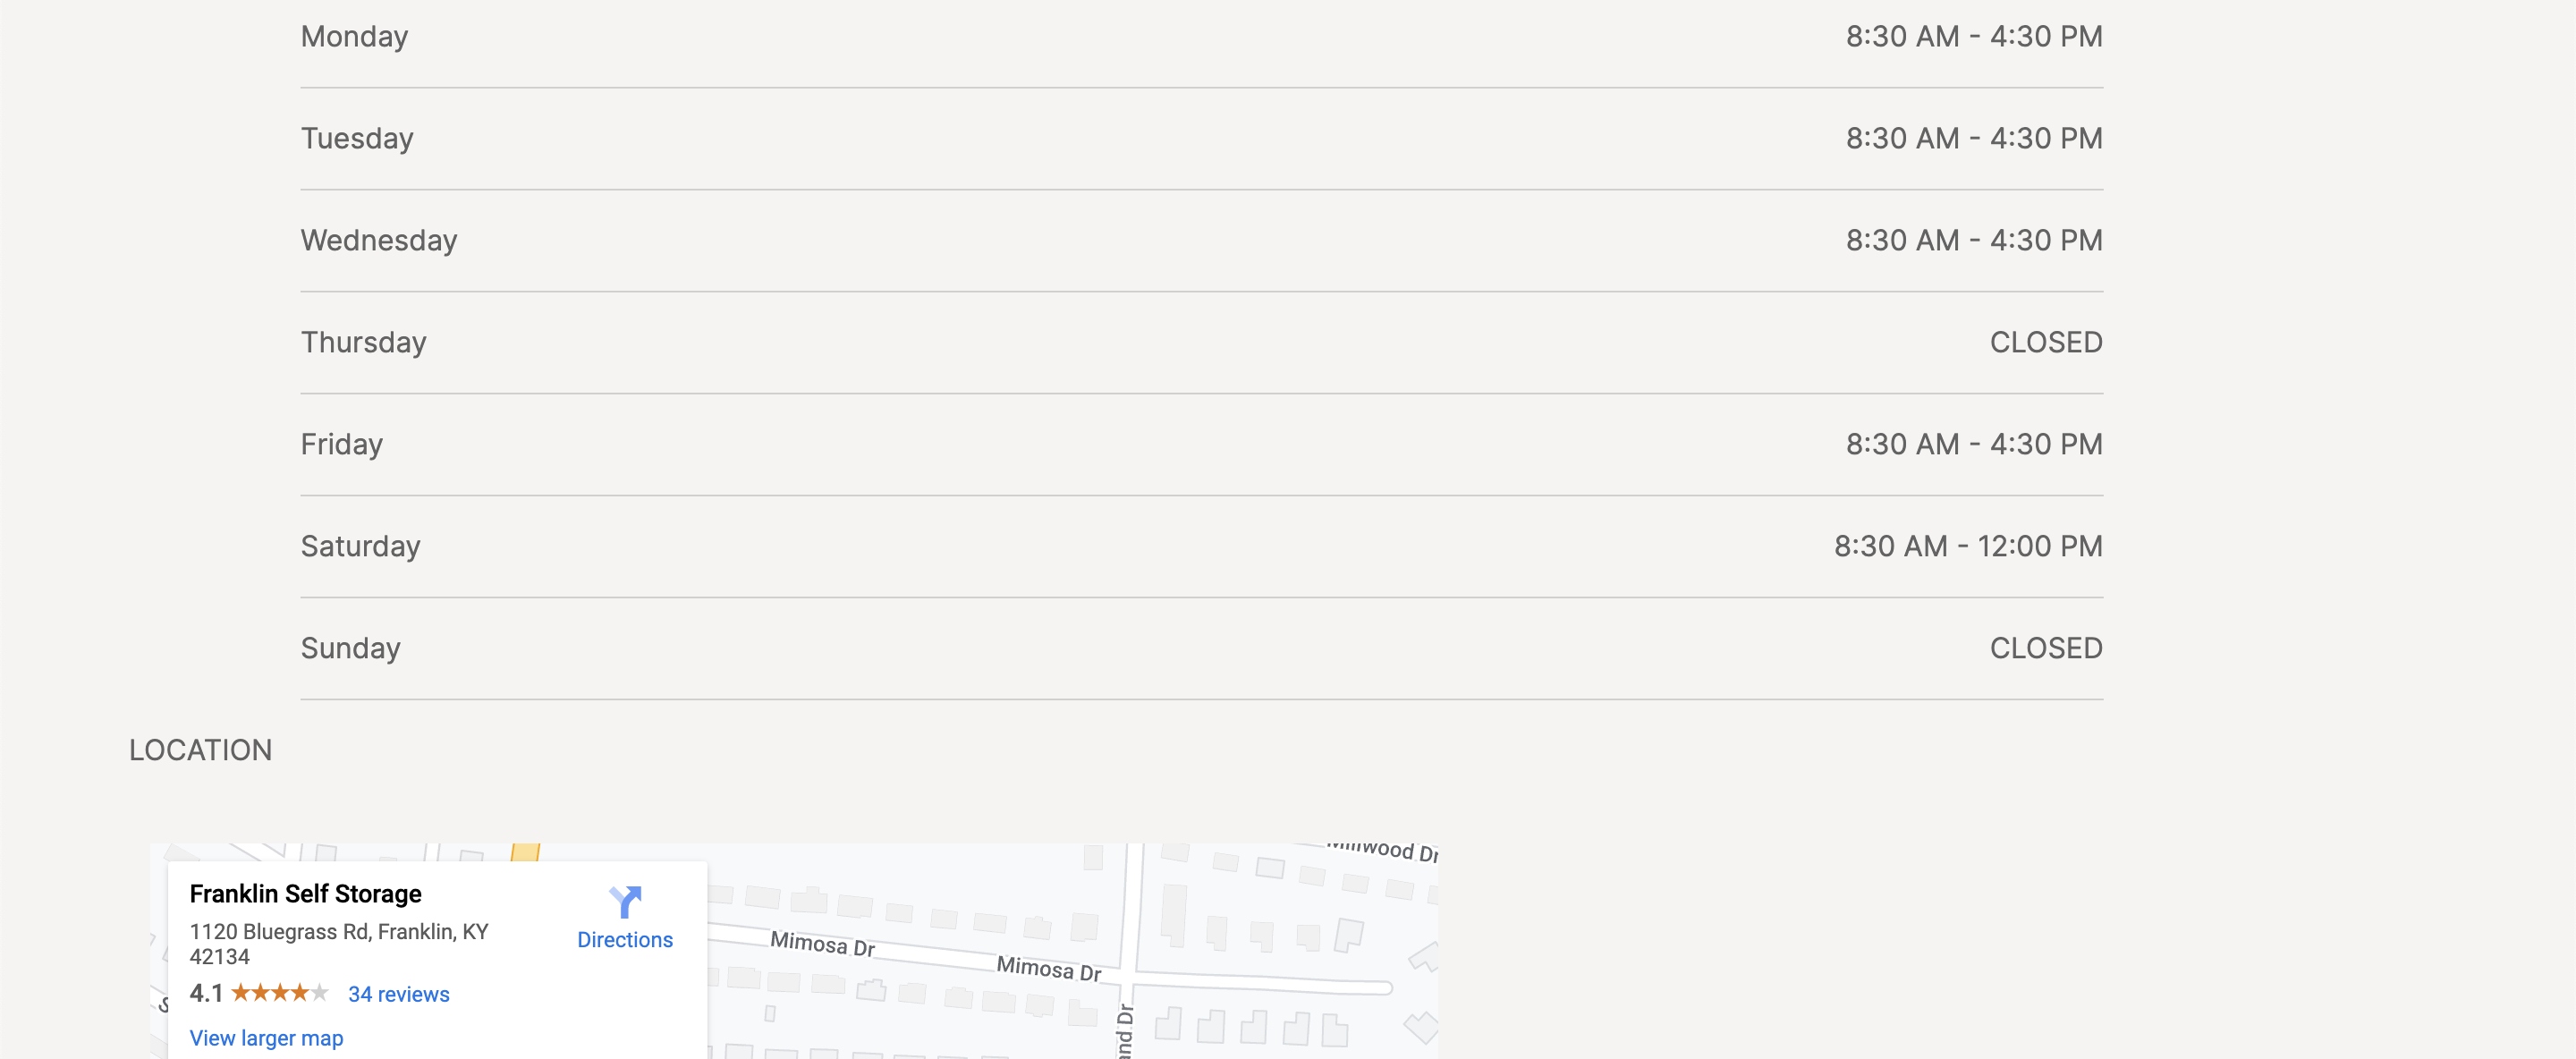 Monday 8:30 AM - 4:30 PM
Tuesday 8:30 AM - 4:30 PM
Wednesday 8:30 AM - 4:30 PM
Thursday CLOSED
Friday 8:30 AM - 4:30 PM
Saturday 8:30 AM - 12:00 PM
Sunday CLOSED
LOCATION
Millwood Dr
Franklin Self Storage
Directions
1120 Bluegrass Rd, Franklin, KY
42134
4.1 34 reviews
View larger map
Mimosa Dr
Mimosa Dr
Dr